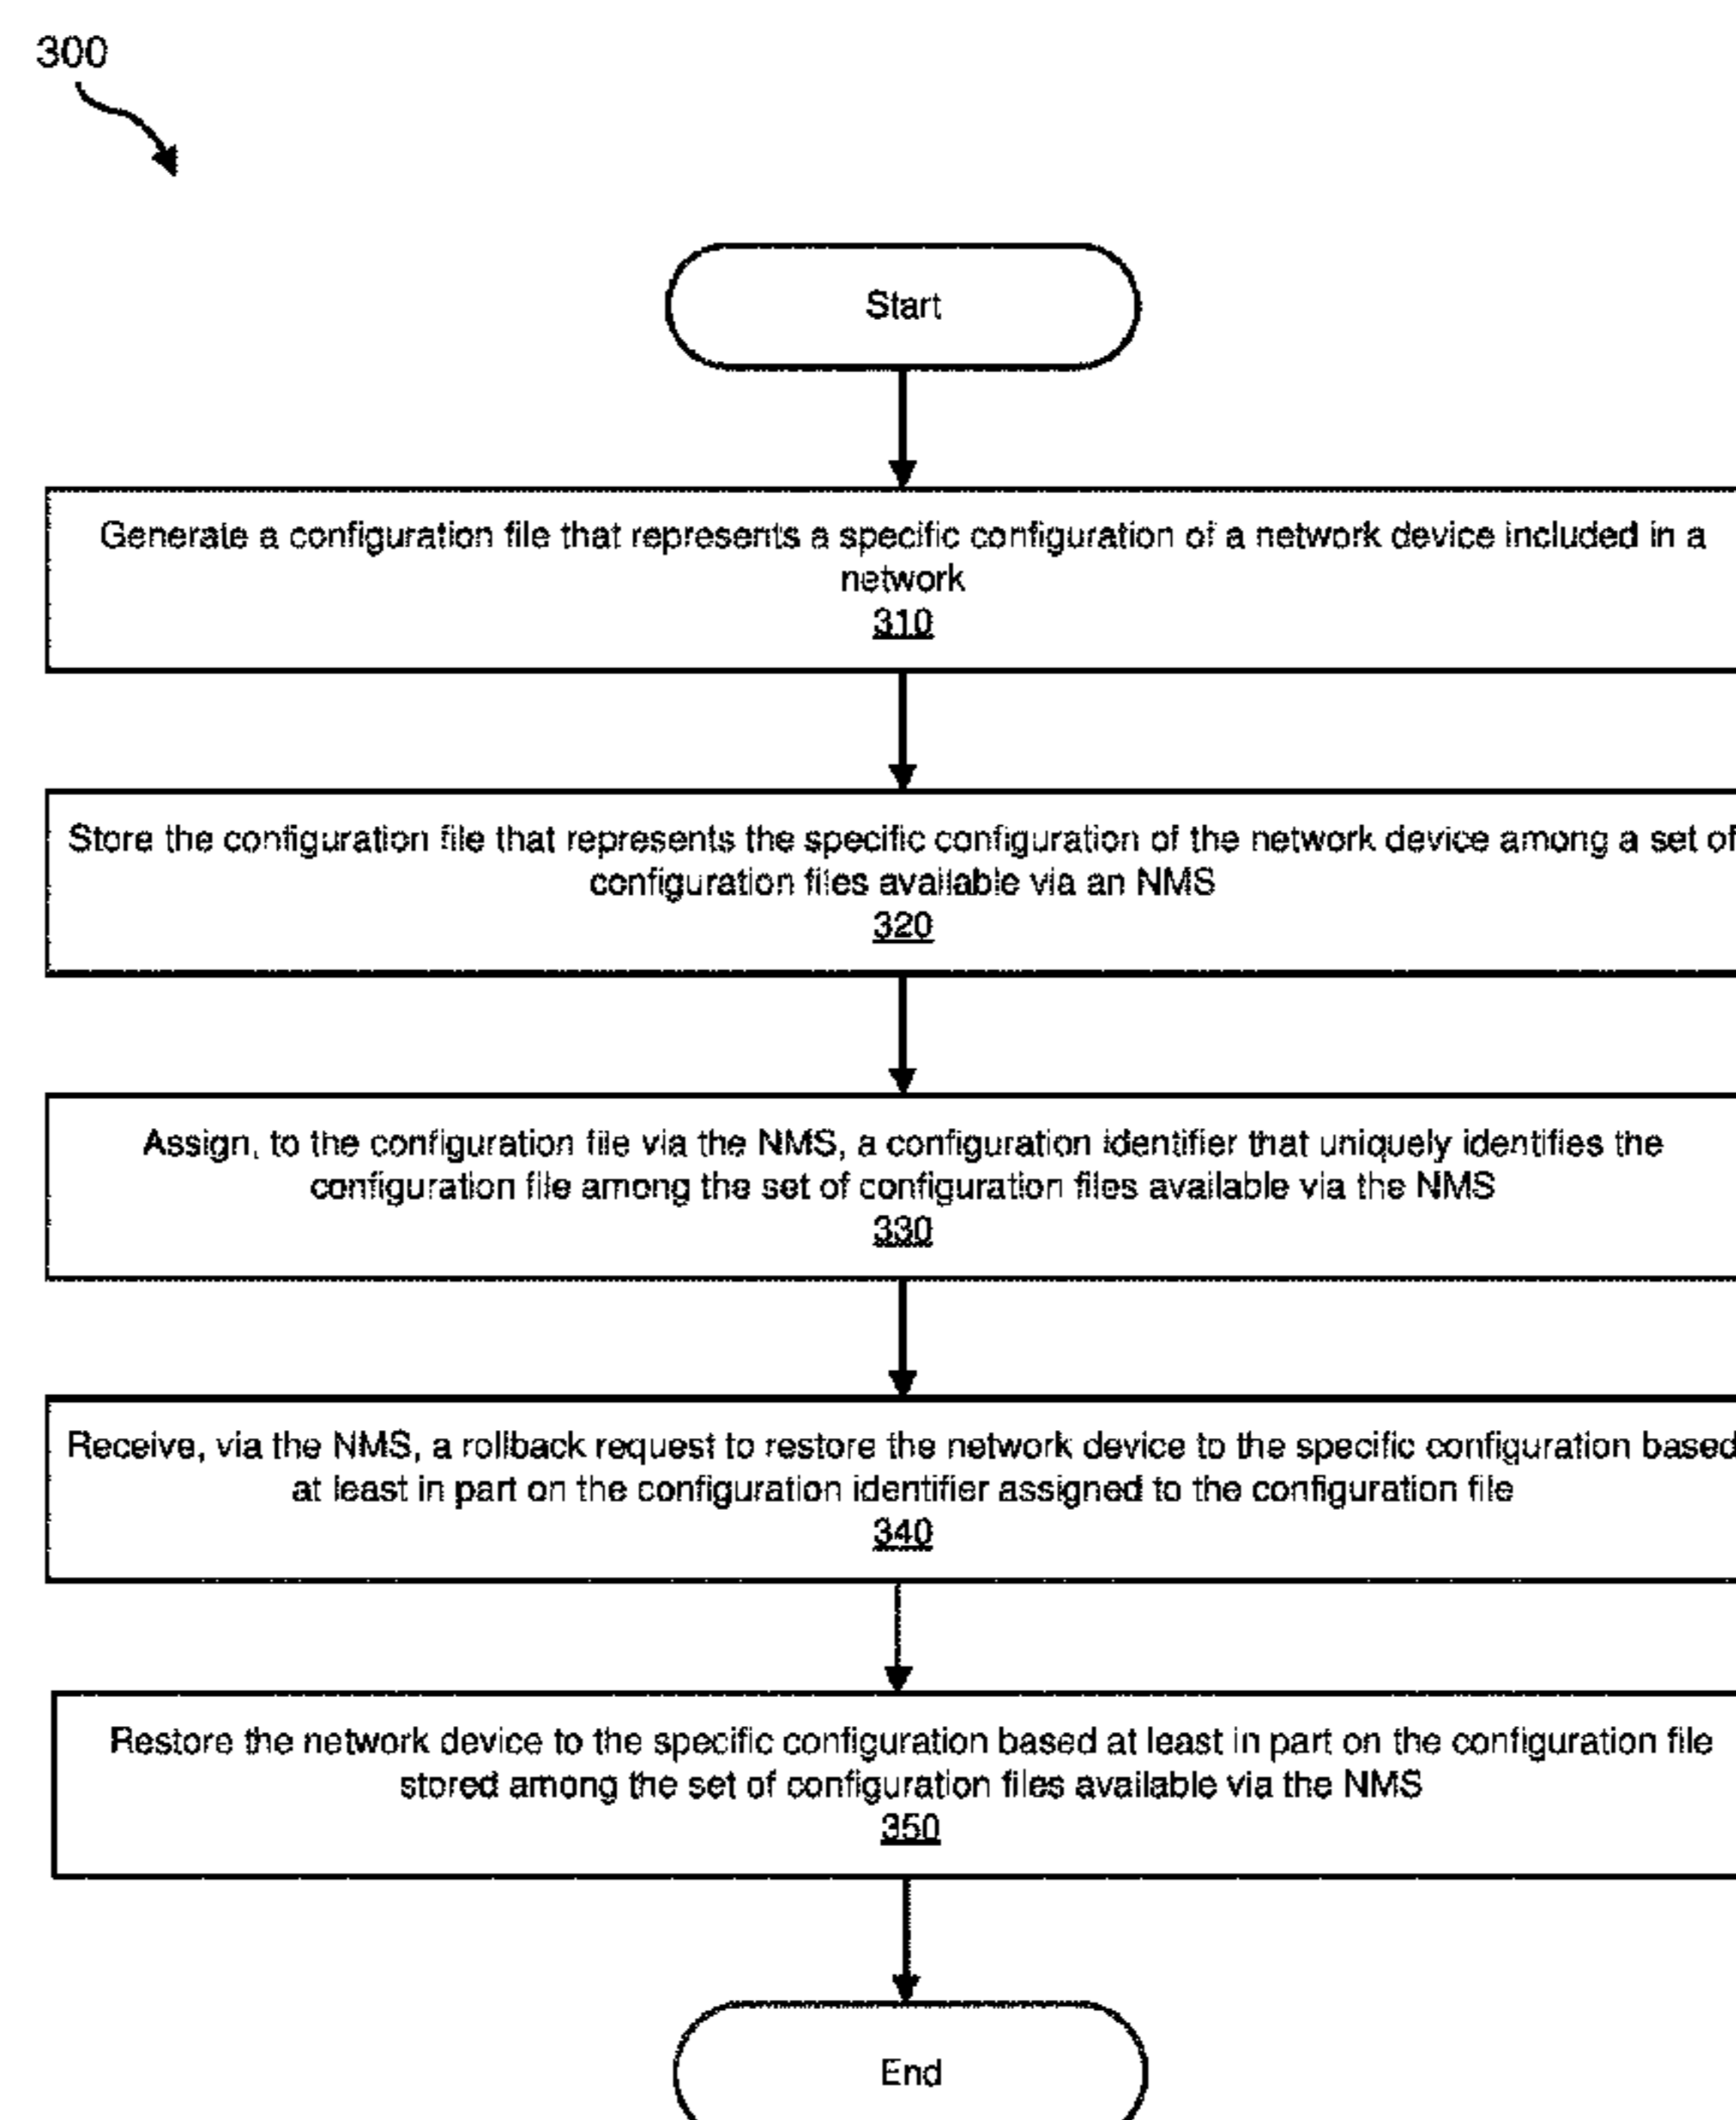 300
Start
Generate a configuration file that represents a specific configuration of a network device included in a
network
310
Store the configuration file that represents the specific configuration of the network device among a set of
configuration files available via an NMS
320
Assign, to the configuration file via the NMS, a configuration identifier that uniquely identifies the
configuration file among the set of configuration files available via the NMS
330
Receive, via the NMS, a rollback request to restore the network device to the specific configuration based
at least in part on the configuration identifier assigned to the configuration file
340
Restore the network device to the specific configuration based at least in part on the configuration file
stored among the set of configuration files available via the NMS
350
End